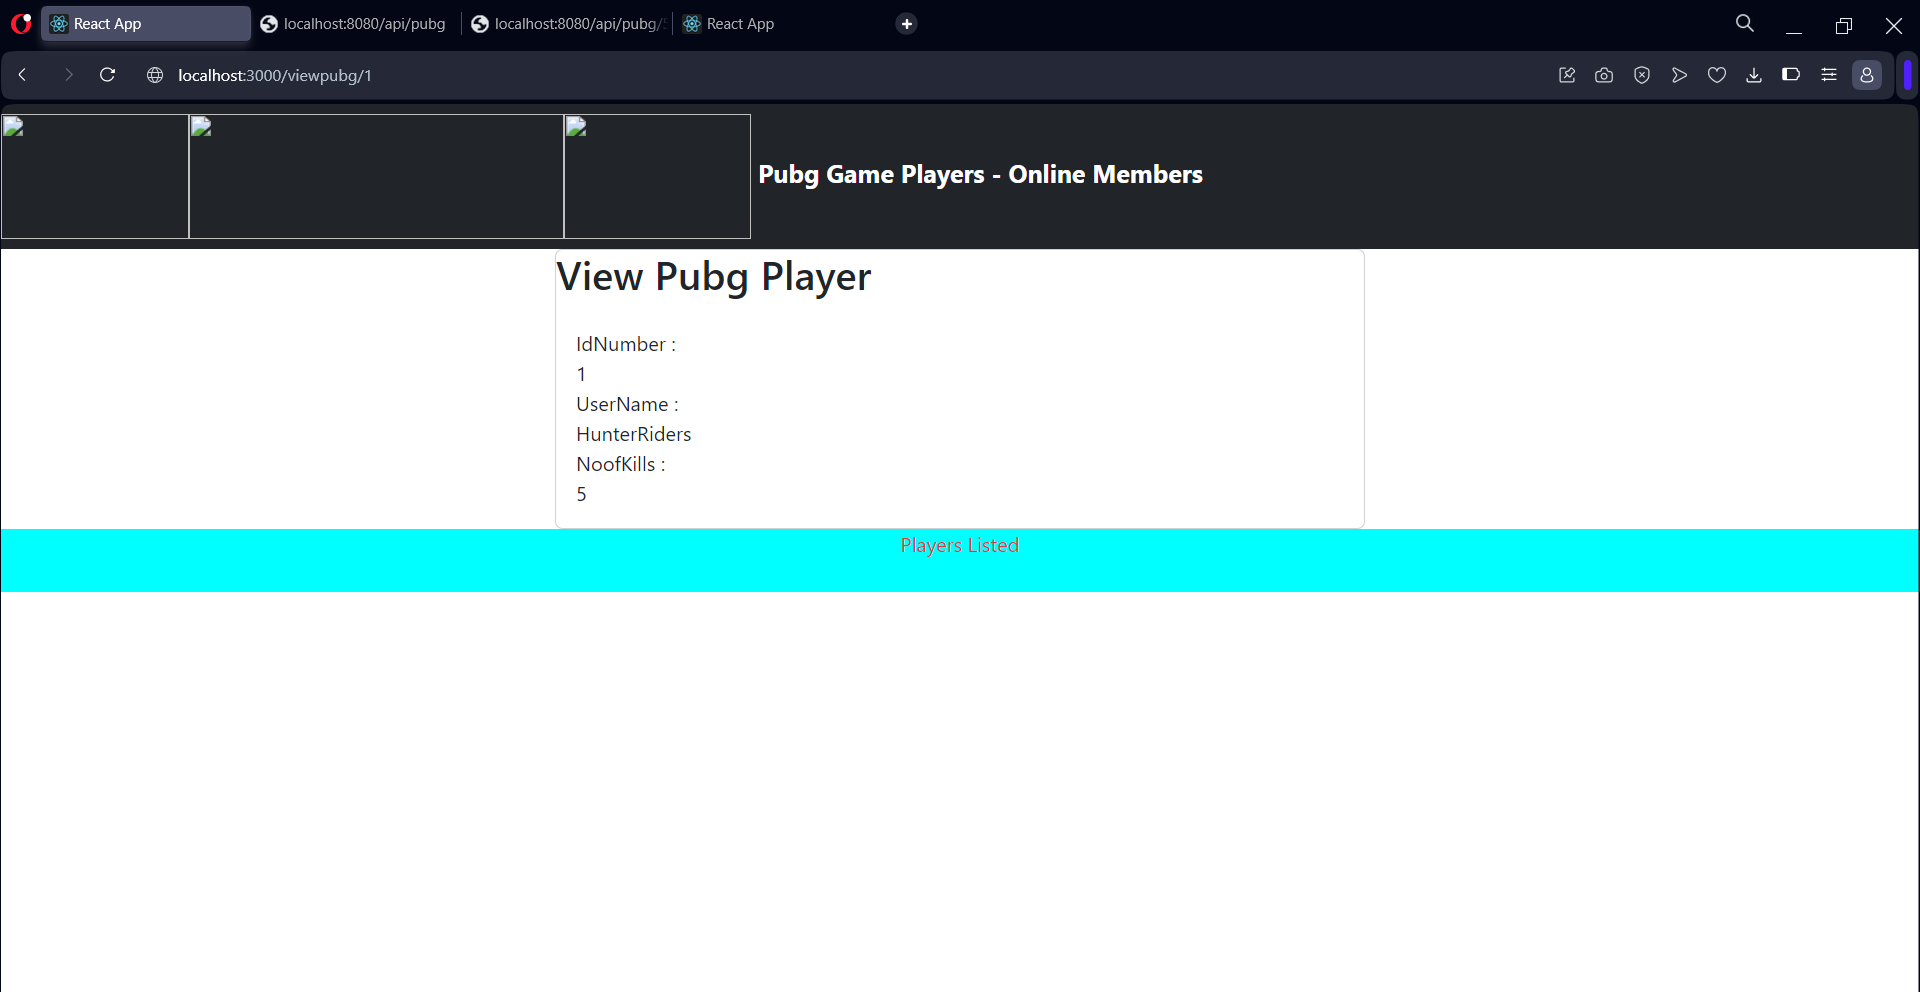 React App
localhost:8080/api/pubg
localhost:8080/api/pubg/
React App
localhost:3000/viewpubg/1
Pubg Game Players - Online Members
View Pubg Player
IdNumber :
1
UserName :
HunterRiders
NoofKills :
5
Players Listed